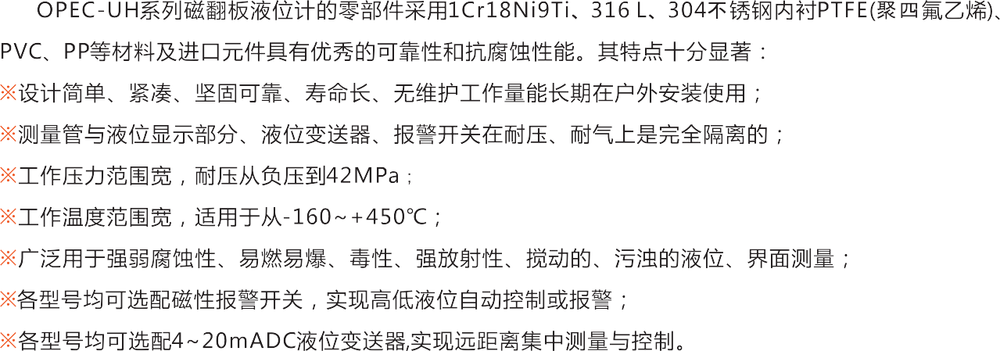 OPEC-UH系列磁翻板液位计的零部件采用1Cr18Ni9Ti、316 L、304不锈钢内衬PTFE(聚四氟乙烯)、
PVC、PP等材料及进口元件具有优秀的可靠性和抗腐蚀性能。其特点十分显著：
※设计简单、紧凑、坚固可靠、寿命长、无维护工作量能长期在户外安装使用；
※测量管与液位显示部分、液位变送器、报警开关在耐压、耐气上是完全隔离的；
※工作压力范围宽，耐压从负压到42MPa；
※工作温度范围宽，适用于从-160~+450℃；
※广泛用于强弱腐蚀性、易燃易爆、毒性、强放射性、搅动的、污浊的液位、界面测量；
※各型号均可选配磁性报警开关，实现高低液位自动控制或报警；
※各型号均可选配4~20mADC液位变送器,实现远距离集中测量与控制。